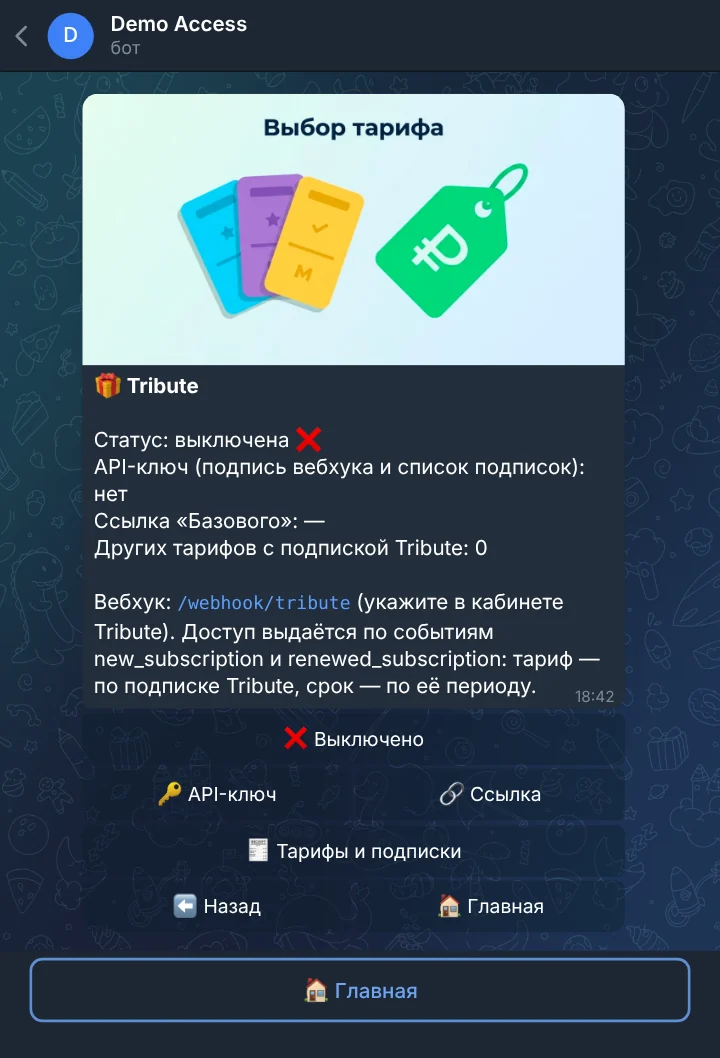 D
Demo Access
бот
Выбор тарифа
М
🎁 Tribute
Статус: выключена ❌
API-ключ (подпись вебхука и список подписок):
нет
Ссылка «Базового»: —
Других тарифов с подпиской Tribute: 0
Вебхук: /webhook/tribute (укажите в кабинете
Tribute). Доступ выдаётся по событиям
new_subscription и renewed_subscription: тариф —
по подписке Tribute, срок — по её периоду.
18:42
❌ Выключено
🔑 API-ключ
🔗 Ссылка
🧾 Тарифы и подписки
⬅️ Назад
🏠 Главная
🏠 Главная